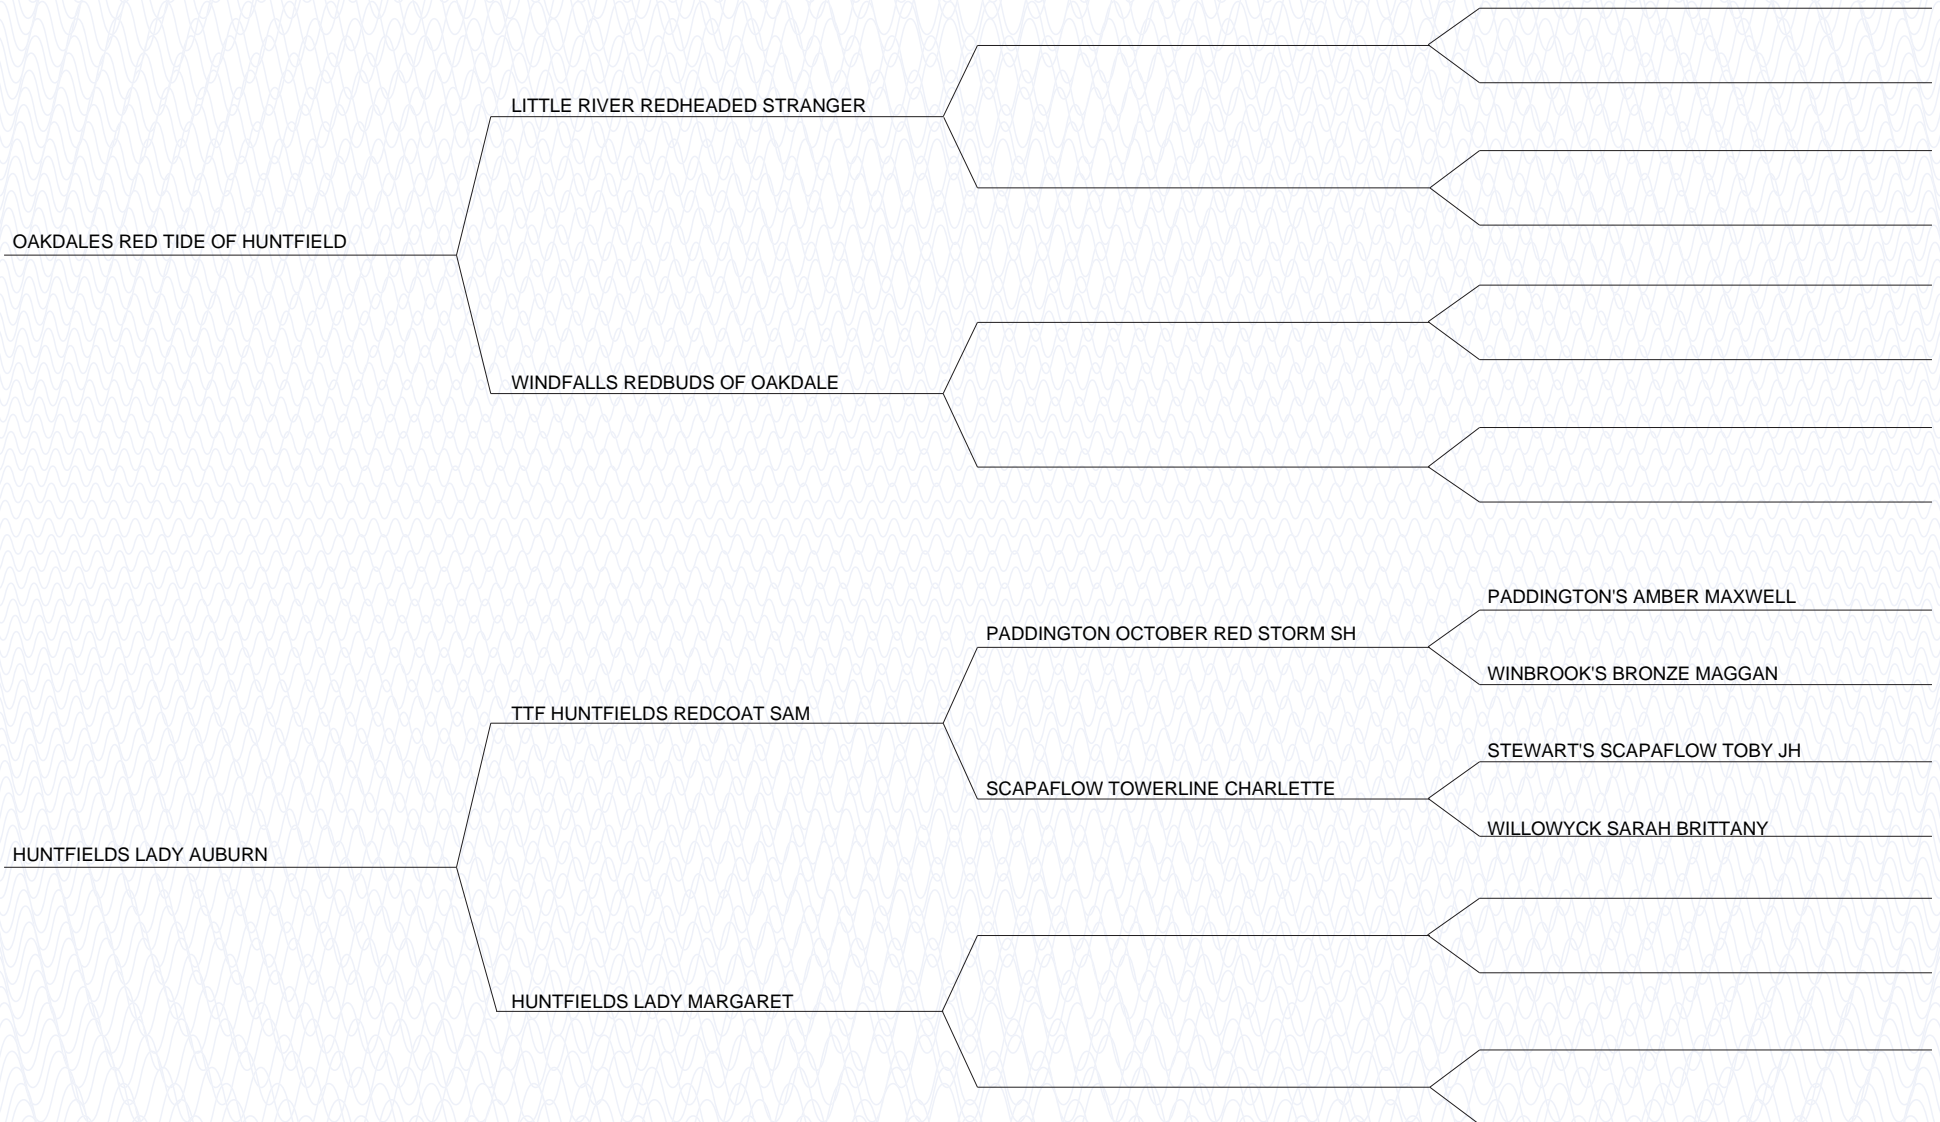 LITTLE RIVER REDHEADED STRANGER
OAKDALES RED TIDE OF HUNTFIELD
WINDFALLS REDBUDS OF OAKDALE
PADDINGTON'S AMBER MAXWELL
PADDINGTON OCTOBER RED STORM SH
WINBROOK'S BRONZE MAGGAN
TTF HUNTFIELDS REDCOAT SAM
STEWART'S SCAPAFLOW TOBY JH
SCAPAFLOW TOWERLINE CHARLETTE
WILLOWYCK SARAH BRITTANY
HUNTFIELDS LADY AUBURN
HUNTFIELDS LADY MARGARET